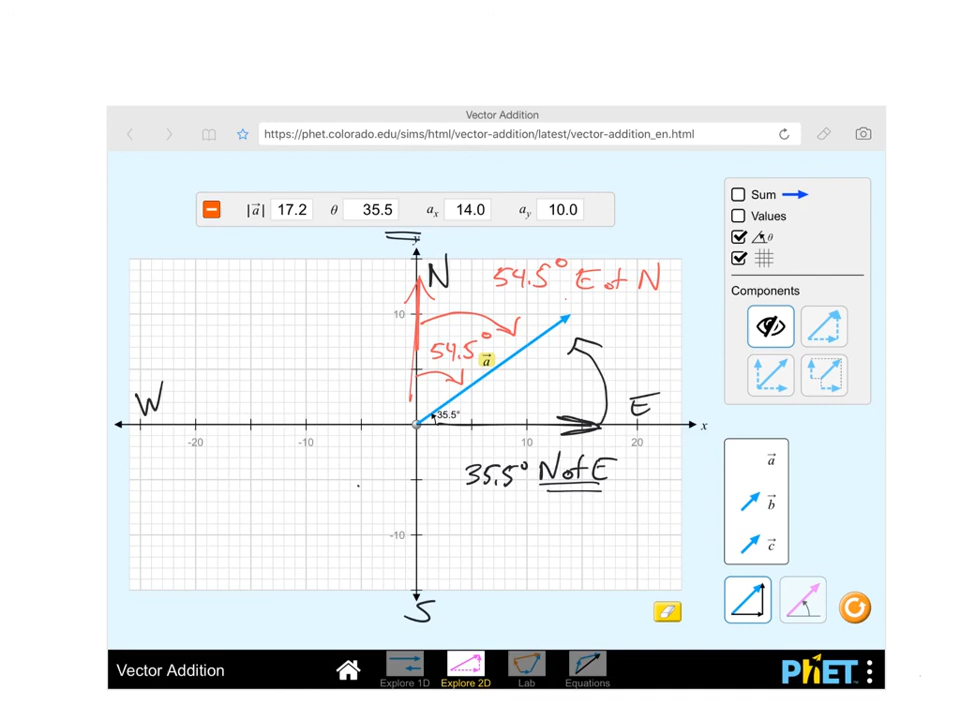 Vector Addition
https://phet.colorado.edu/sims/html/vector-addition/latest/vector-addition_en.html
|a⃗| 17.2 θ 35.5 aₓ 14.0 aᵧ 10.0
Sum
Values
θ
Components
y
N
54.5° E of N
10
54.5°
a⃗
W
35.5°
E
x
-20 -10 10 20
35.5° N of E
-10
S
a⃗
b⃗
c⃗
Vector Addition
Explore 1D Explore 2D Lab Equations
PhET